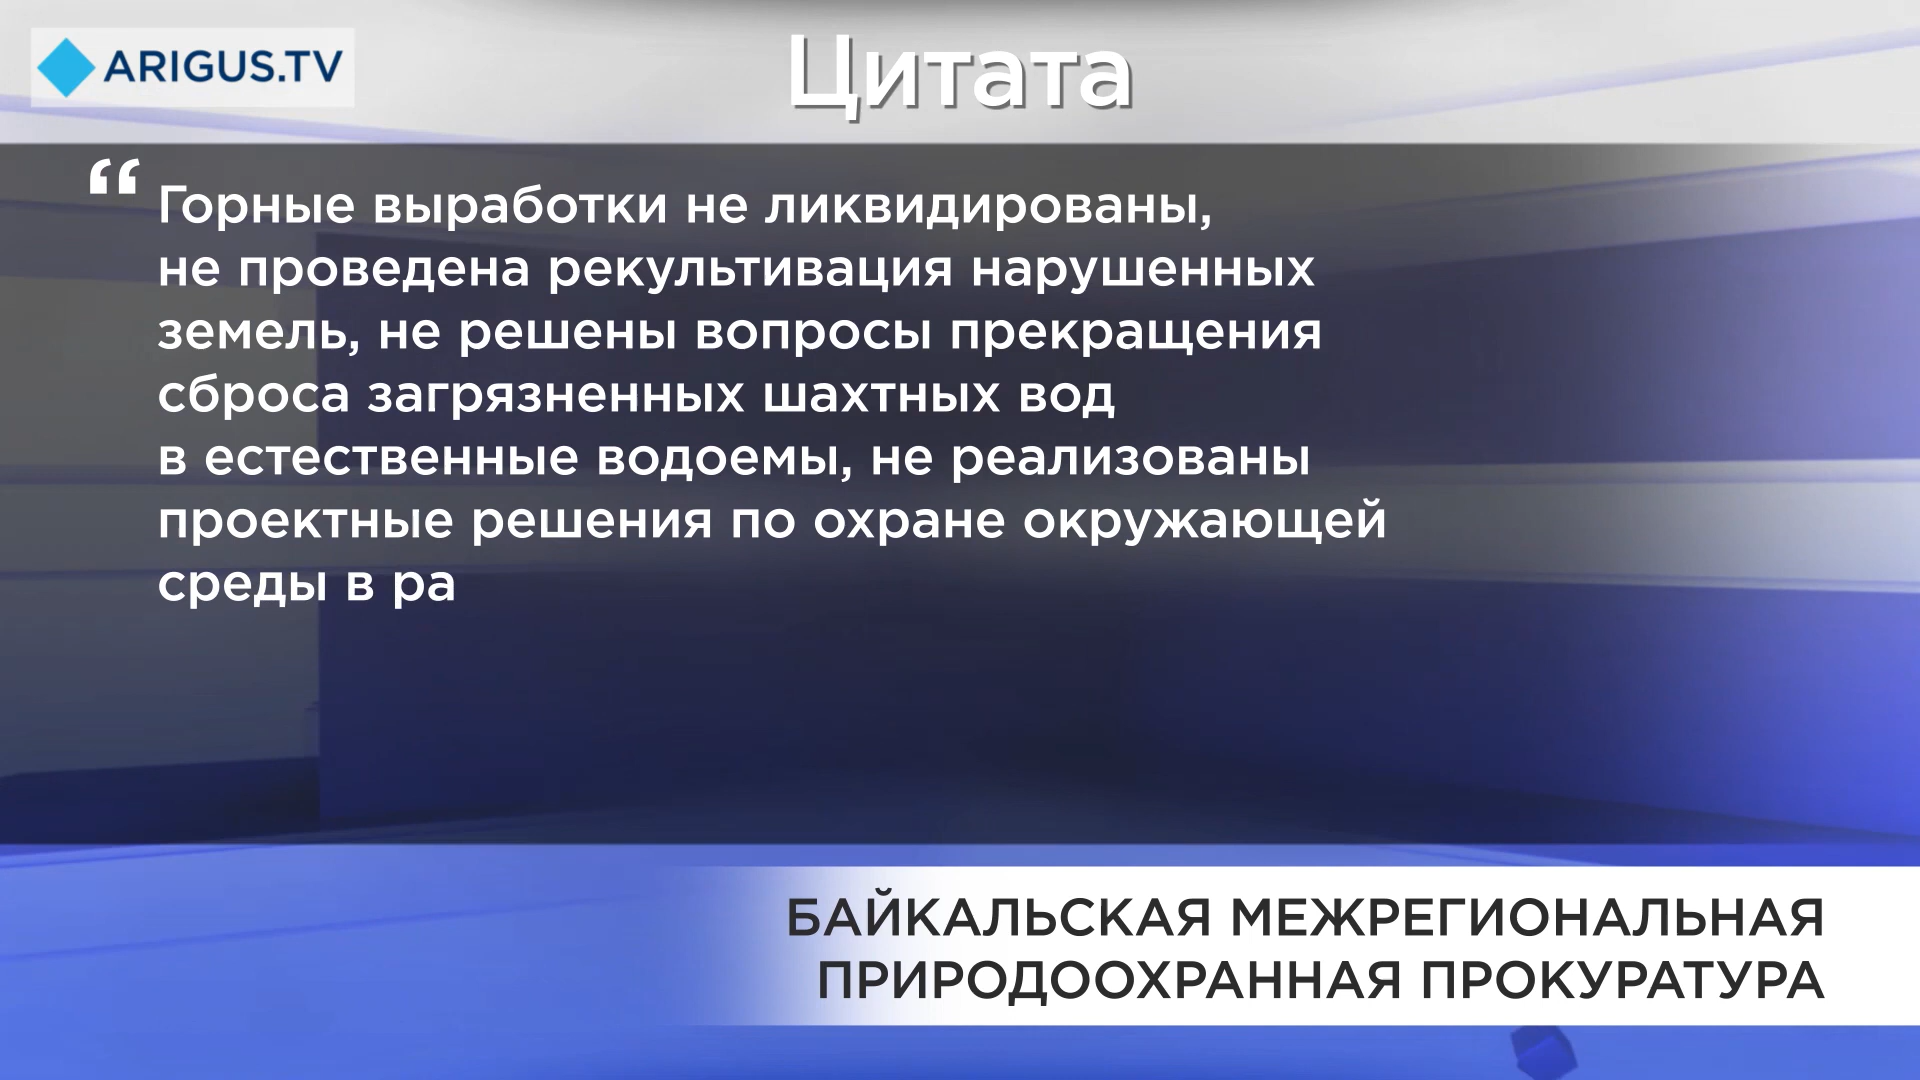 ARIGUS.TV
Цитата
“ Горные выработки не ликвидированы,
не проведена рекультивация нарушенных
земель, не решены вопросы прекращения
сброса загрязненных шахтных вод
в естественные водоемы, не реализованы
проектные решения по охране окружающей
среды в ра
БАЙКАЛЬСКАЯ МЕЖРЕГИОНАЛЬНАЯ
ПРИРОДООХРАННАЯ ПРОКУРАТУРА